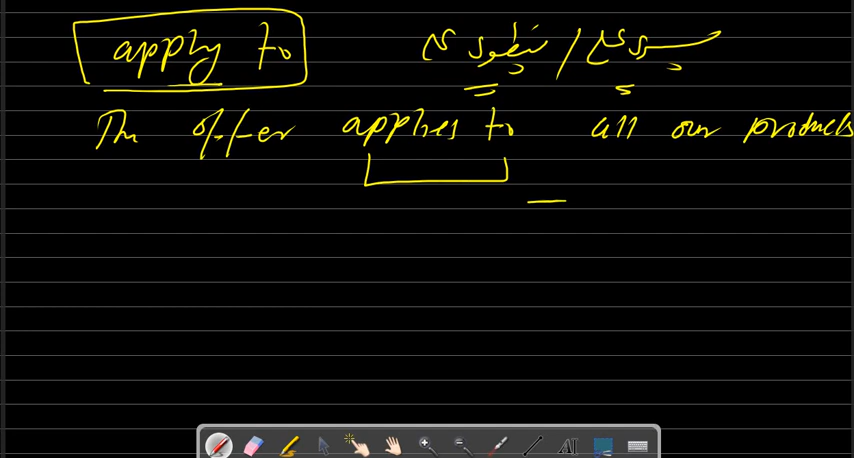 apply to
The offer applies to all our products